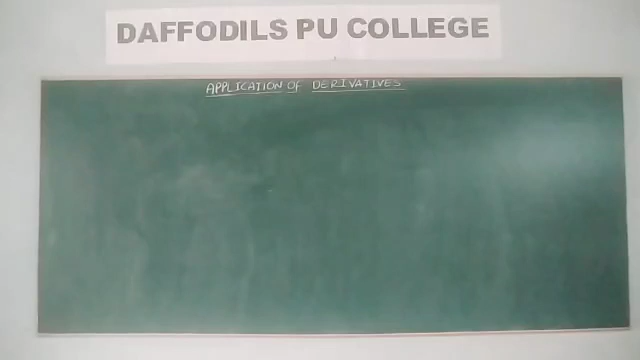 DAFFODILS PU COLLEGE
APPLICATION OF DERIVATIVES